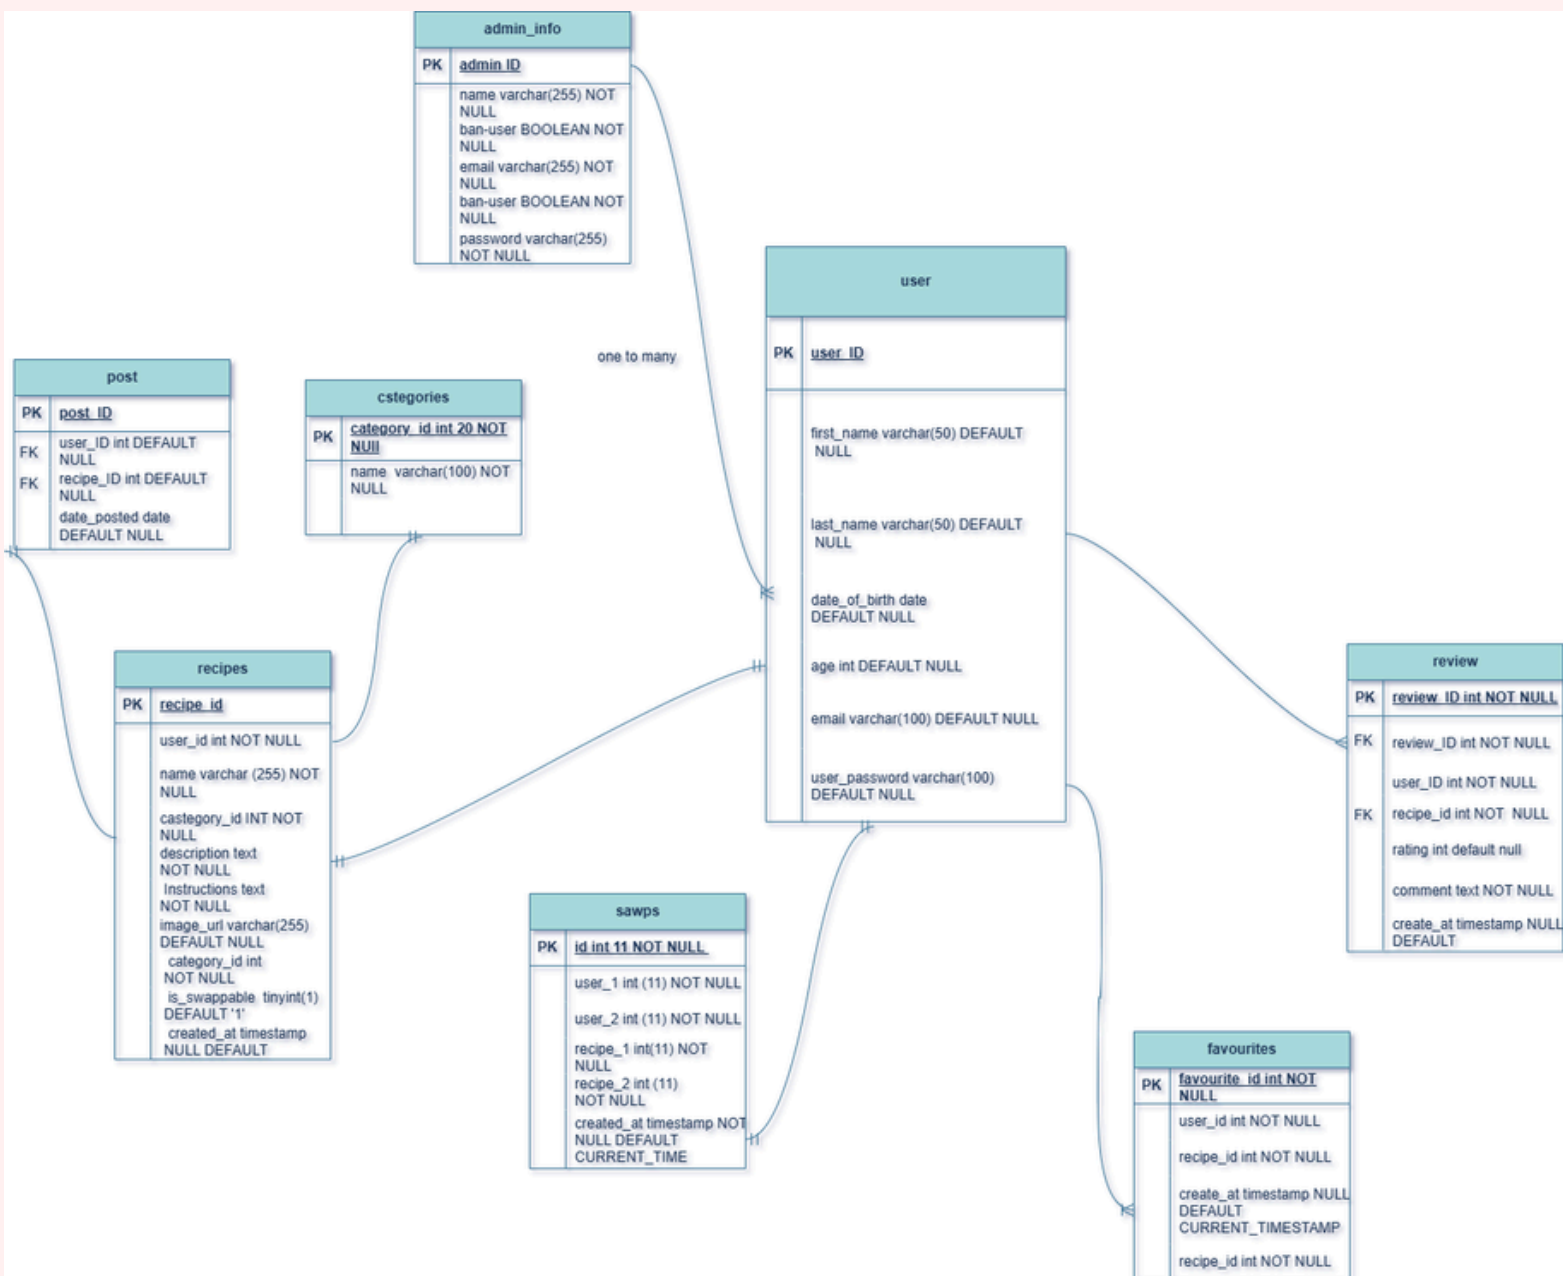 admin_info
PK
admin ID
name varchar(255) NOT
NULL
ban-user BOOLEAN NOT
NULL
email varchar(255) NOT
NULL
ban-user BOOLEAN NOT
NULL
password varchar(255)
NOT NULL
one to many
user
PK
user_ID
first_name varchar(50) DEFAULT
NULL
last_name varchar(50) DEFAULT
NULL
date_of_birth date
DEFAULT NULL
age int DEFAULT NULL
email varchar(100) DEFAULT NULL
user_password varchar(100)
DEFAULT NULL
post
PK
post_ID
FK
user_ID int DEFAULT
NULL
FK
recipe_ID int DEFAULT
NULL
date_posted date
DEFAULT NULL
cstegories
PK
category_id int 20 NOT
NUll
name varchar(100) NOT
NULL
recipes
PK
recipe_id
user_id int NOT NULL
name varchar (255) NOT
NULL
castegory_id INT NOT
NULL
description text
NOT NULL
Instructions text
NOT NULL
image_url varchar(255)
DEFAULT NULL
category_id int
NOT NULL
is_swappable tinyint(1)
DEFAULT '1'
created_at timestamp
NULL DEFAULT
review
PK
review_ID int NOT NULL
FK
review_ID int NOT NULL
user_ID int NOT NULL
FK
recipe_id int NOT NULL
rating int default null
comment text NOT NULL
create_at timestamp NULL
DEFAULT
sawps
PK
id int 11 NOT NULL
user_1 int (11) NOT NULL
user_2 int (11) NOT NULL
recipe_1 int(11) NOT
NULL
recipe_2 int (11)
NOT NULL
created_at timestamp NOT
NULL DEFAULT
CURRENT_TIME
favourites
PK
favourite_id int NOT
NULL
user_id int NOT NULL
recipe_id int NOT NULL
create_at timestamp NULL
DEFAULT
CURRENT_TIMESTAMP
recipe_id int NOT NULL